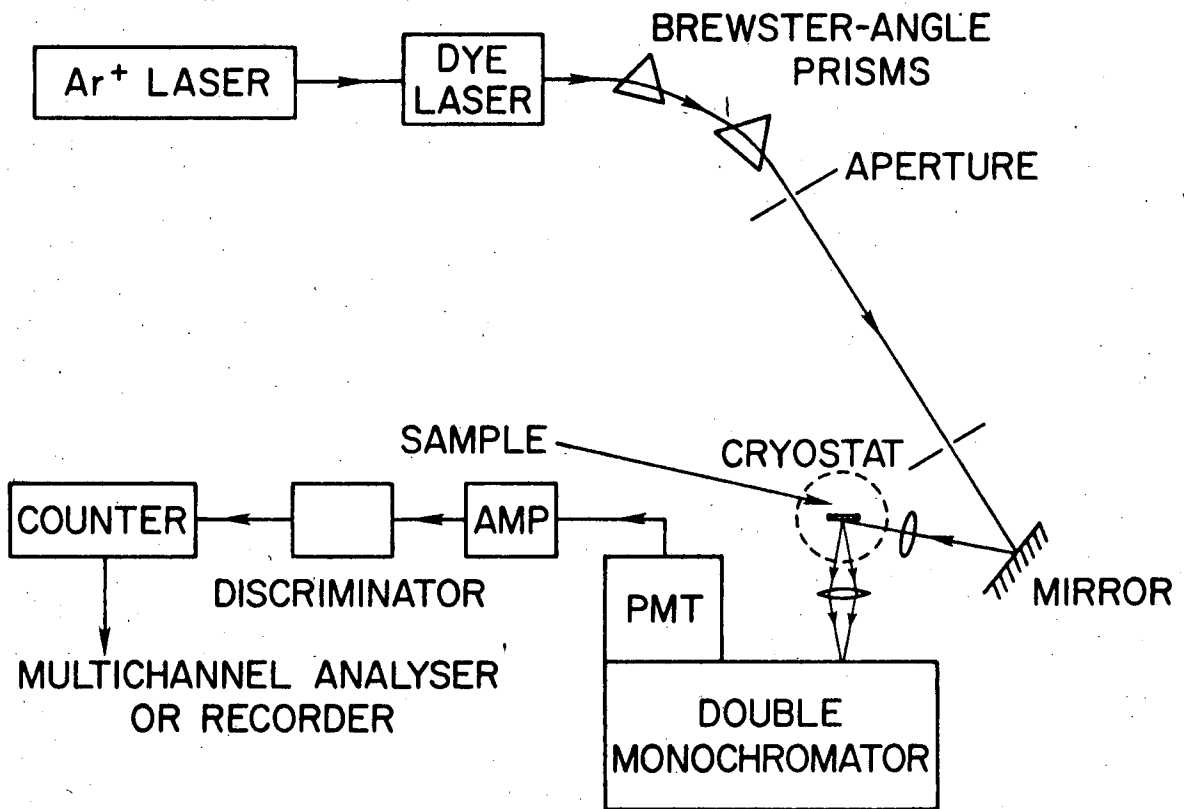 BREWSTER-ANGLE
PRISMS
Ar+ LASER
DYE
LASER
APERTURE
SAMPLE
CRYOSTAT
COUNTER
AMP
DISCRIMINATOR
PMT
MIRROR
MULTICHANNEL ANALYSER
OR RECORDER
DOUBLE
MONOCHROMATOR